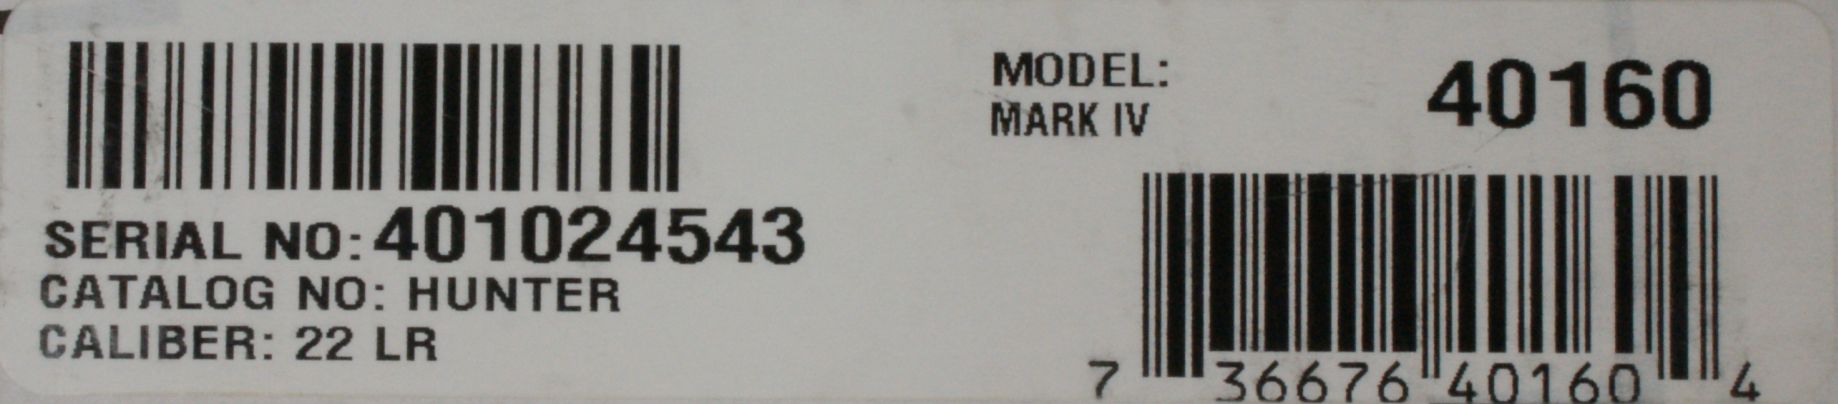 SERIAL NO: 401024543
CATALOG NO: HUNTER
CALIBER: 22 LR
MODEL: 40160
MARK IV
7 36676 40160 4